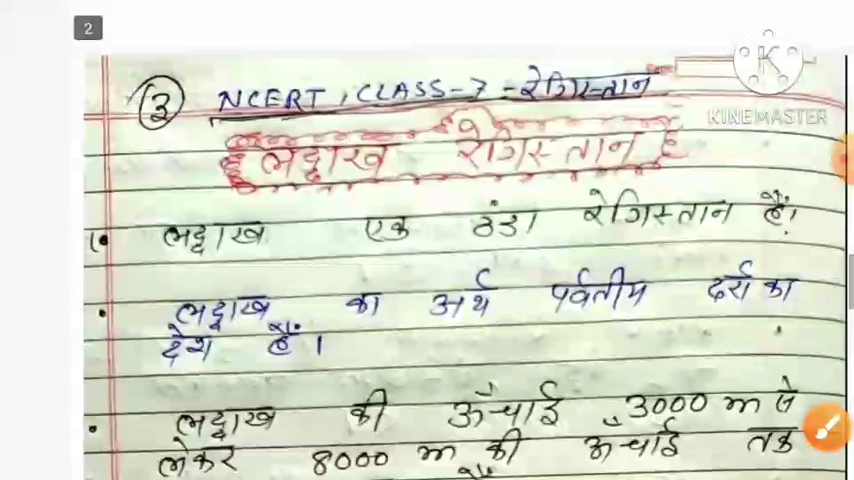 2
KINEMASTER
③ NCERT, CLASS-7 - रेगिस्तान
लद्दाख रेगिस्तान
1. लद्दाख एक ठंडा रेगिस्तान है।
• लद्दाख का अर्थ पर्वतीय दर्रा का
देश है।
• लद्दाख की ऊँचाई 3000 m से
लेकर 8000 m की ऊँचाई तक
है